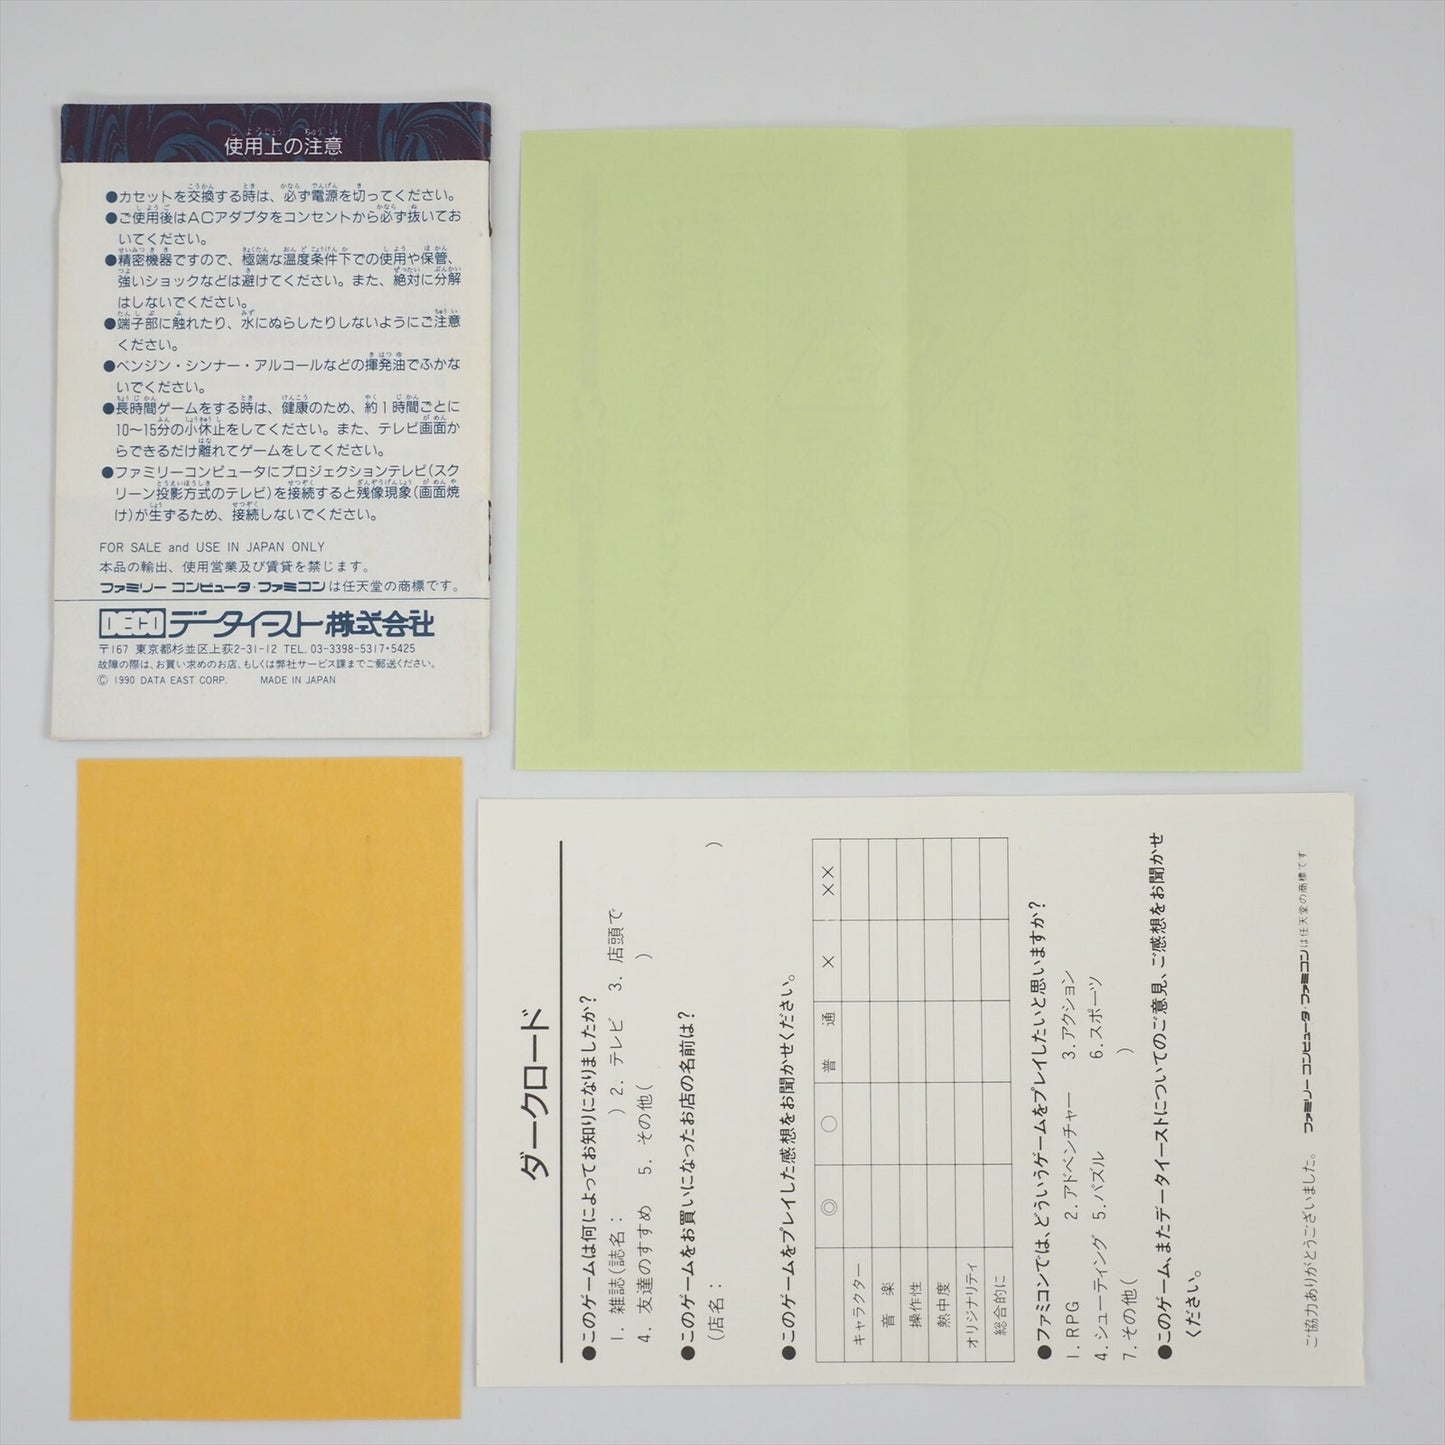 使用上の注意
●カセットを交換する時は、必ず電源を切ってください。
●ご使用後はACアダプタをコンセントから必ず抜いてお
いてください。
●精密機器ですので、極端な温度条件下での使用や保管、
強いショックなどは避けてください。また、絶対に分解
はしないでください。
●端子部に触れたり、水にぬらしたりしないようにご注意
ください。
●ベンジン・シンナー・アルコールなどの揮発油でふかな
いでください。
●長時間ゲームをする時は、健康のため、約1時間ごとに
10〜15分の小休止をしてください。また、テレビ画面か
らできるだけ離れてゲームをしてください。
●ファミリーコンピュータにプロジェクションテレビ(スク
リーン投影方式のテレビ)を接続すると残像現象(画面焼
け)が生ずるため、接続しないでください。
FOR SALE and USE IN JAPAN ONLY
本品の輸出、使用営業及び賃貸を禁じます。
ファミリーコンピュータ・ファミコンは任天堂の商標です。
DECO データイースト株式会社
〒167 東京都杉並区上荻2-31-12 TEL. 03-3398-5317・5425
故障の際は、お買い求めのお店、もしくは弊社サービス課までご郵送ください。
© 1990 DATA EAST CORP. MADE IN JAPAN
ダークロード
●このゲームは何によってお知りになりましたか?
1. 雑誌(誌名: ) 2. テレビ 3. 店頭で
4. 友達のすすめ 5. その他( )
●このゲームをお買いになったお店の名前は?
(店名: )
●このゲームをプレイした感想をお聞かせください。
◎ ○ 普通 × ××
キャラクター
音楽
操作性
熱中度
オリジナリティ
総合的に
●ファミコンでは、どういうゲームをプレイしたいと思いますか?
1. RPG 2. アドベンチャー 3. アクション
4. シューティング 5. パズル 6. スポーツ
7. その他( )
●このゲーム、またデータイーストについてのご意見、ご感想をお聞かせ
ください。
ご協力ありがとうございました。 ファミリーコンピュータ・ファミコンは任天堂の商標です